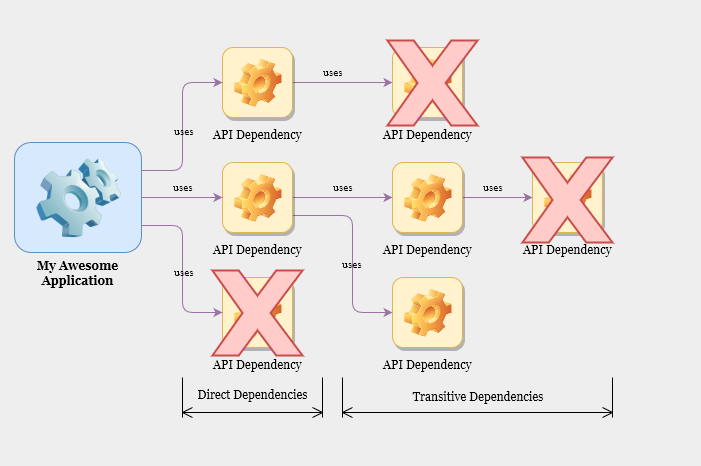 uses
API Dependency
API Dependency
uses
uses
API Dependency
uses
API Dependency
uses
API Dependency
My Awesome
Application
uses
uses
API Dependency
API Dependency
Direct Dependencies
Transitive Dependencies